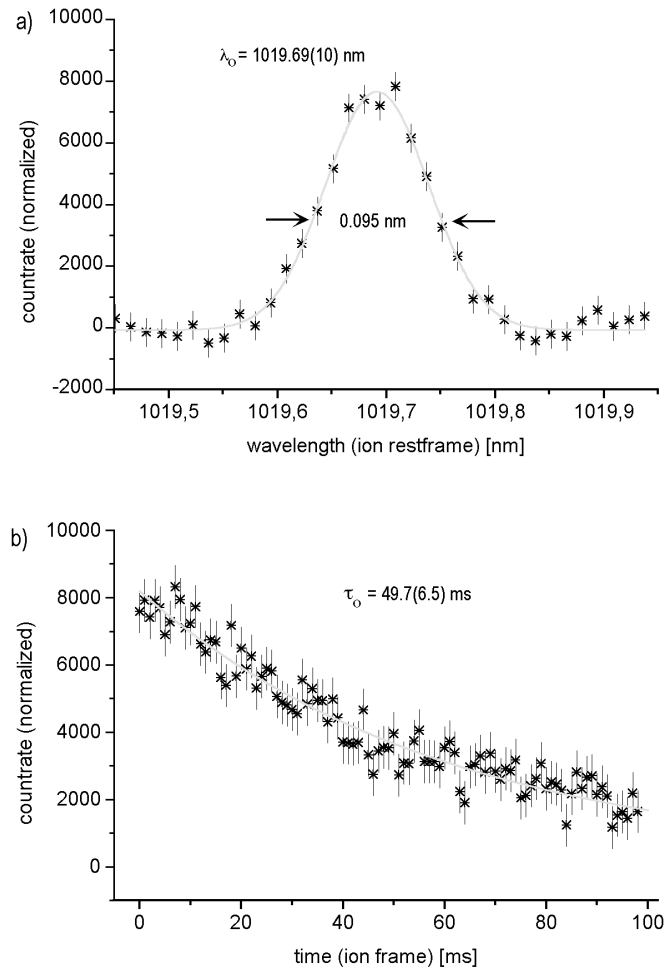 a)
λo = 1019.69(10) nm
10000
8000
6000
4000
2000
0
-2000
0.095 nm
countrate (normalized)
1019,5 1019,6 1019,7 1019,8 1019,9
wavelength (ion restframe) [nm]
b)
τo = 49.7(6.5) ms
10000
8000
6000
4000
2000
0
countrate (normalized)
0 20 40 60 80 100
time (ion frame) [ms]